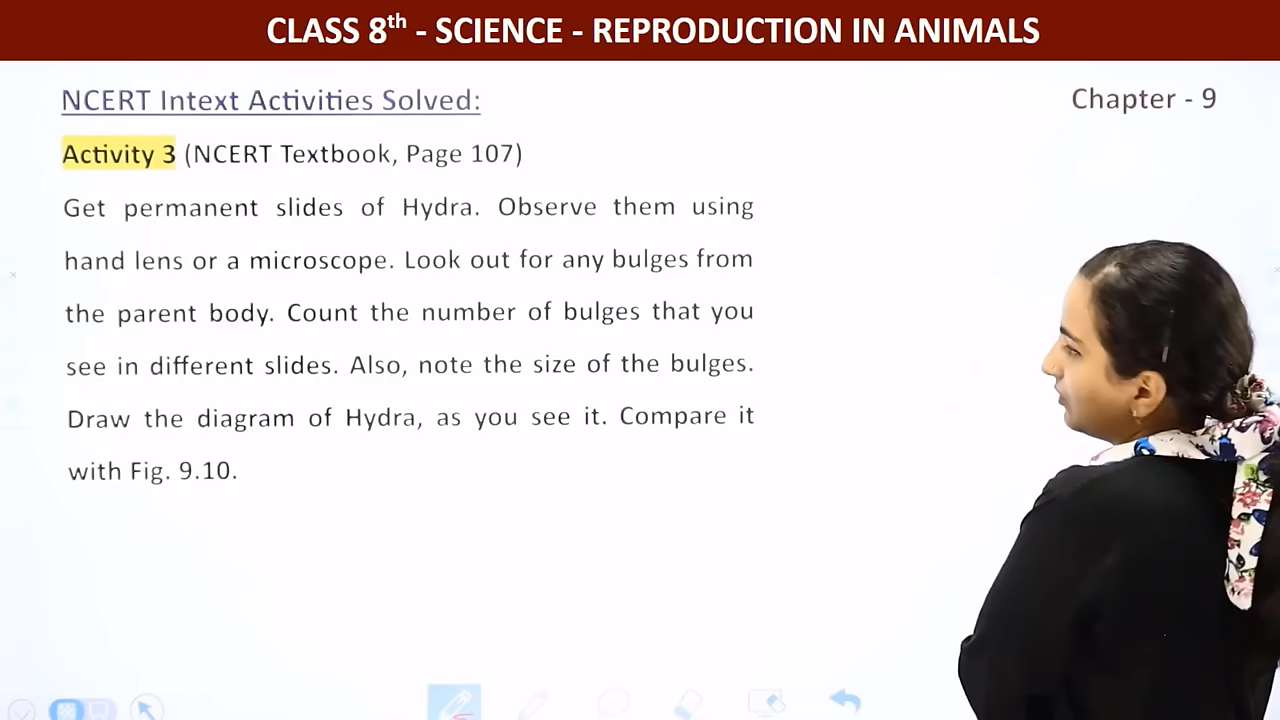 CLASS 8th - SCIENCE - REPRODUCTION IN ANIMALS
NCERT Intext Activities Solved:
Chapter - 9
Activity 3 (NCERT Textbook, Page 107)
Get permanent slides of Hydra. Observe them using
hand lens or a microscope. Look out for any bulges from
the parent body. Count the number of bulges that you
see in different slides. Also, note the size of the bulges.
Draw the diagram of Hydra, as you see it. Compare it
with Fig. 9.10.